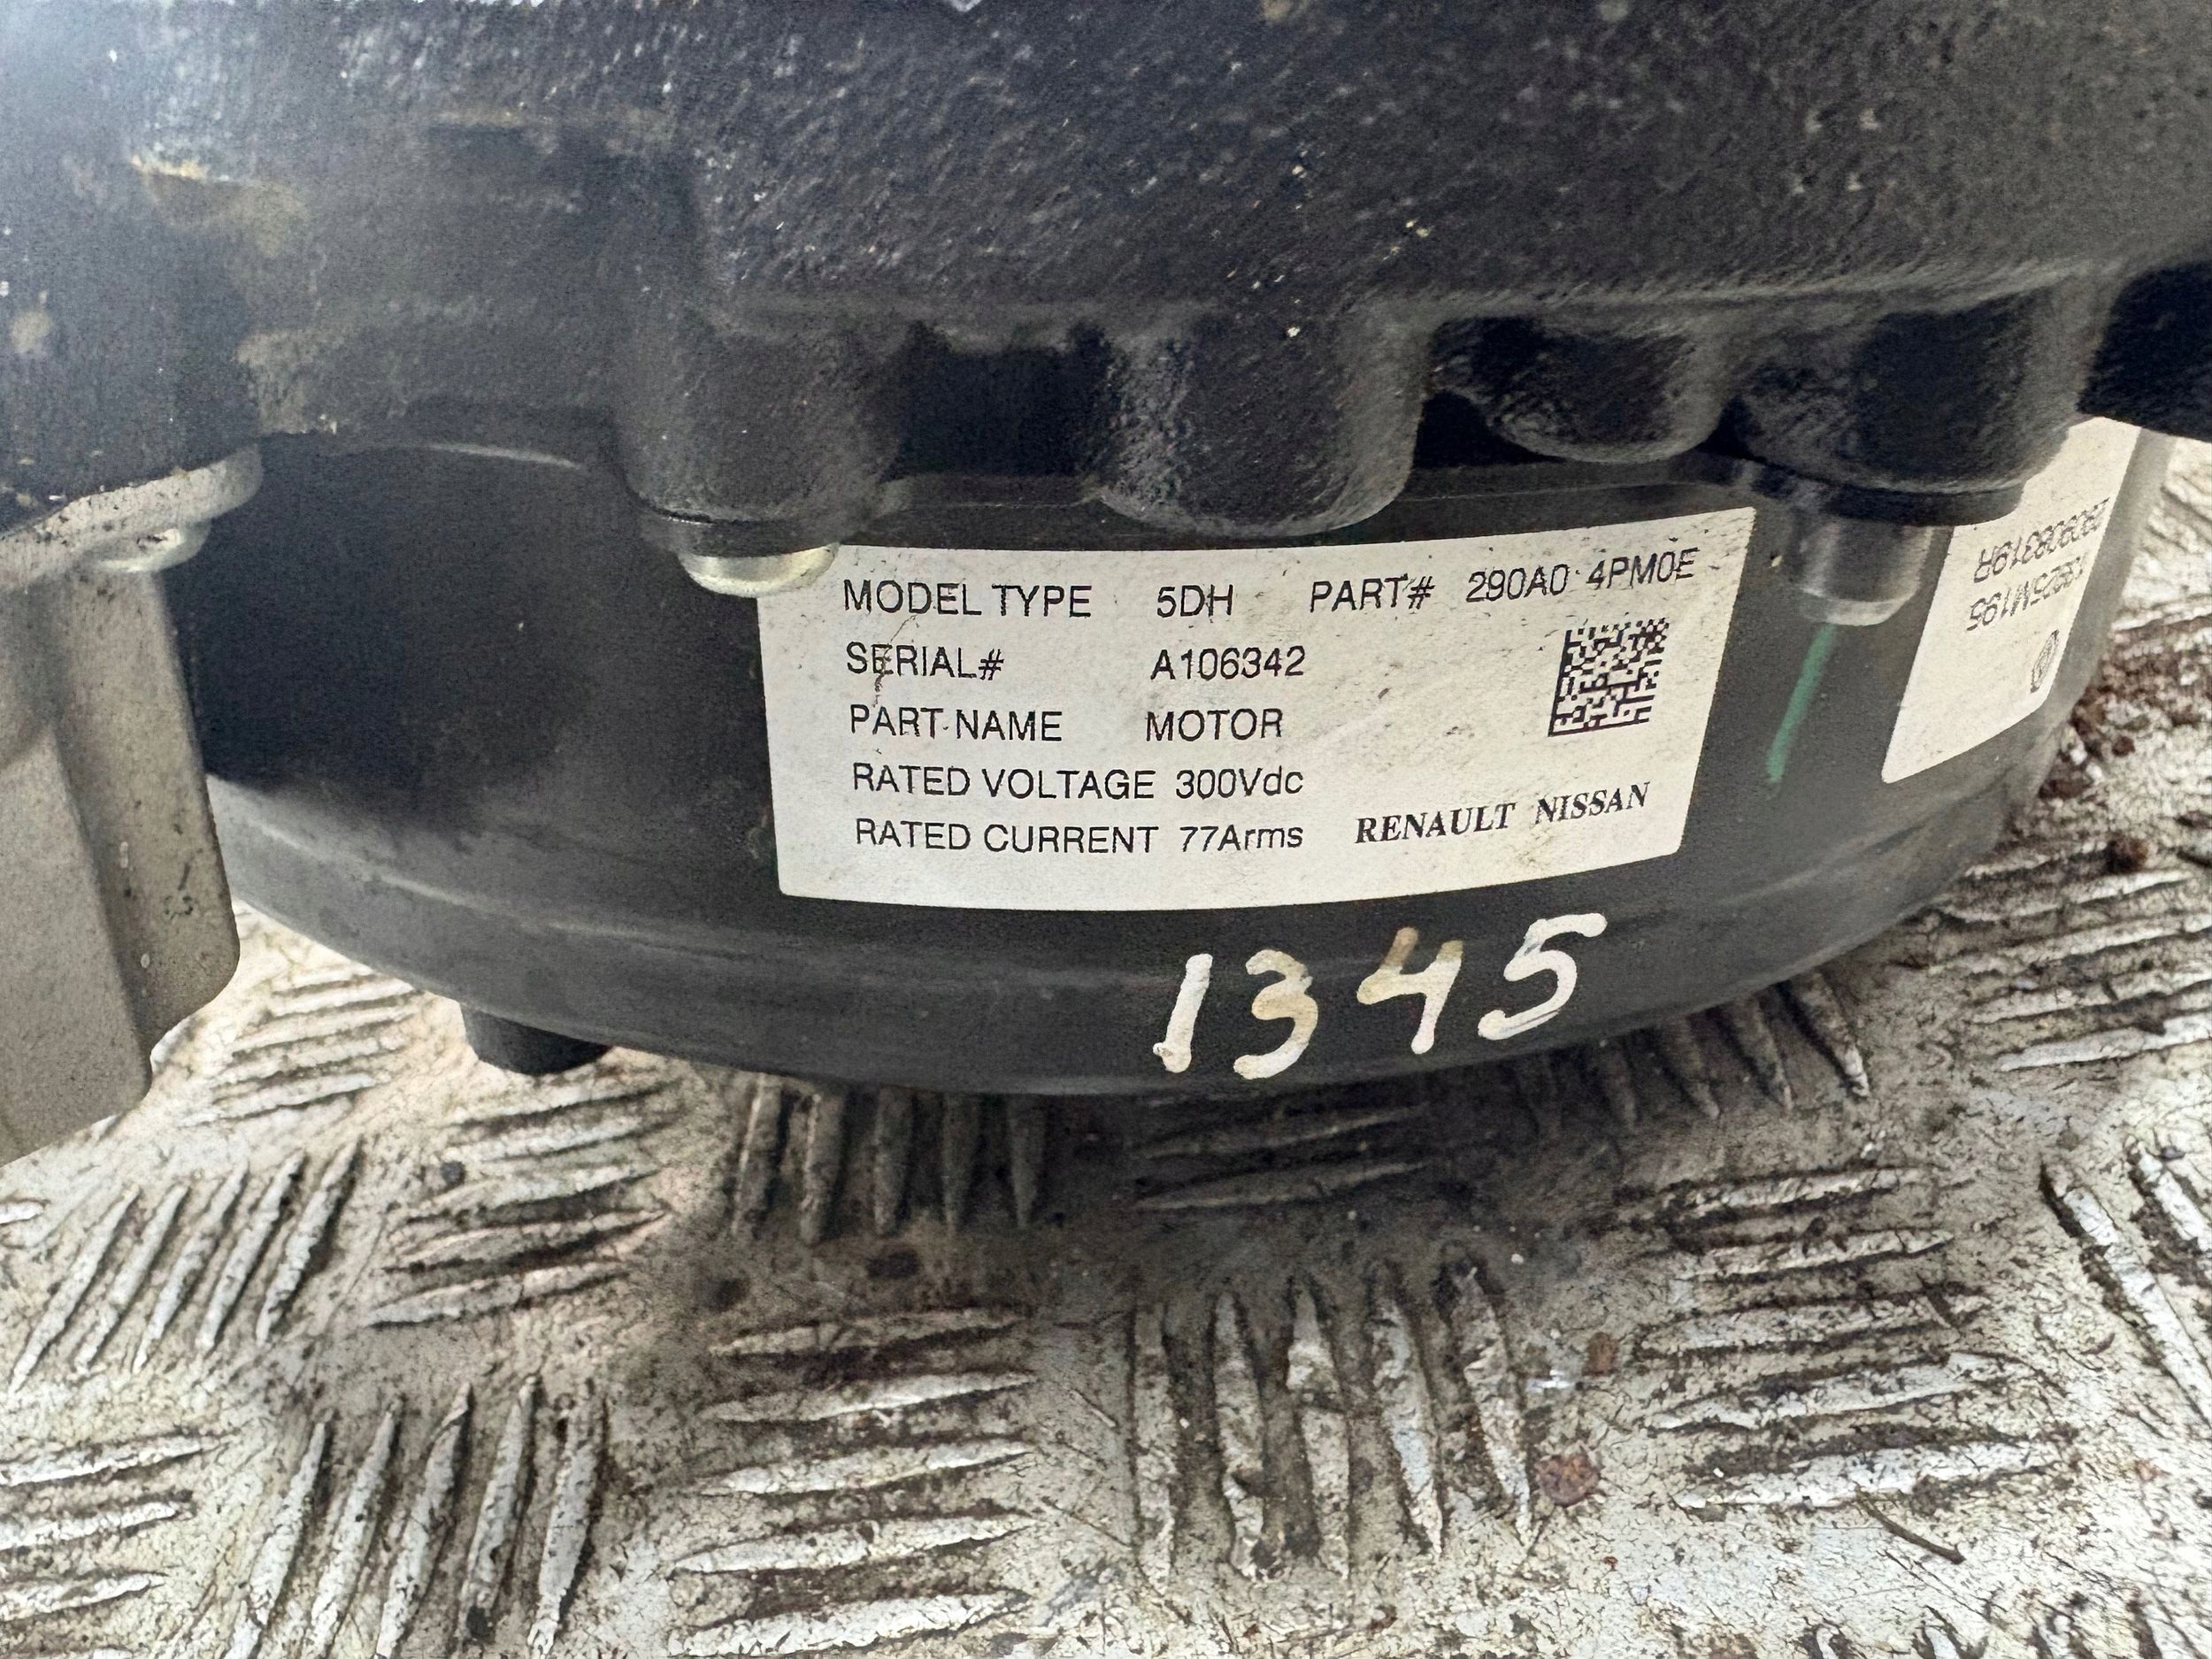 MODEL TYPE 5DH PART# 290A0 4PM0E
SERIAL# A106342
PART NAME MOTOR
RATED VOLTAGE 300Vdc
RATED CURRENT 77Arms RENAULT NISSAN
1345